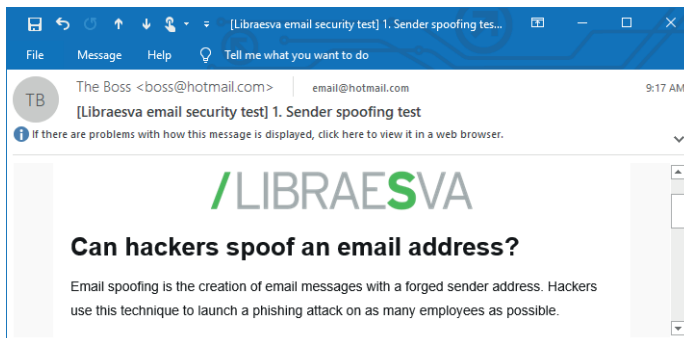 [Libraesva email security test] 1. Sender spoofing tes...
File Message Help Tell me what you want to do
TB
The Boss <boss@hotmail.com> email@hotmail.com 9:17 AM
[Libraesva email security test] 1. Sender spoofing test
If there are problems with how this message is displayed, click here to view it in a web browser.
/LIBRAESVA
Can hackers spoof an email address?
Email spoofing is the creation of email messages with a forged sender address. Hackers
use this technique to launch a phishing attack on as many employees as possible.